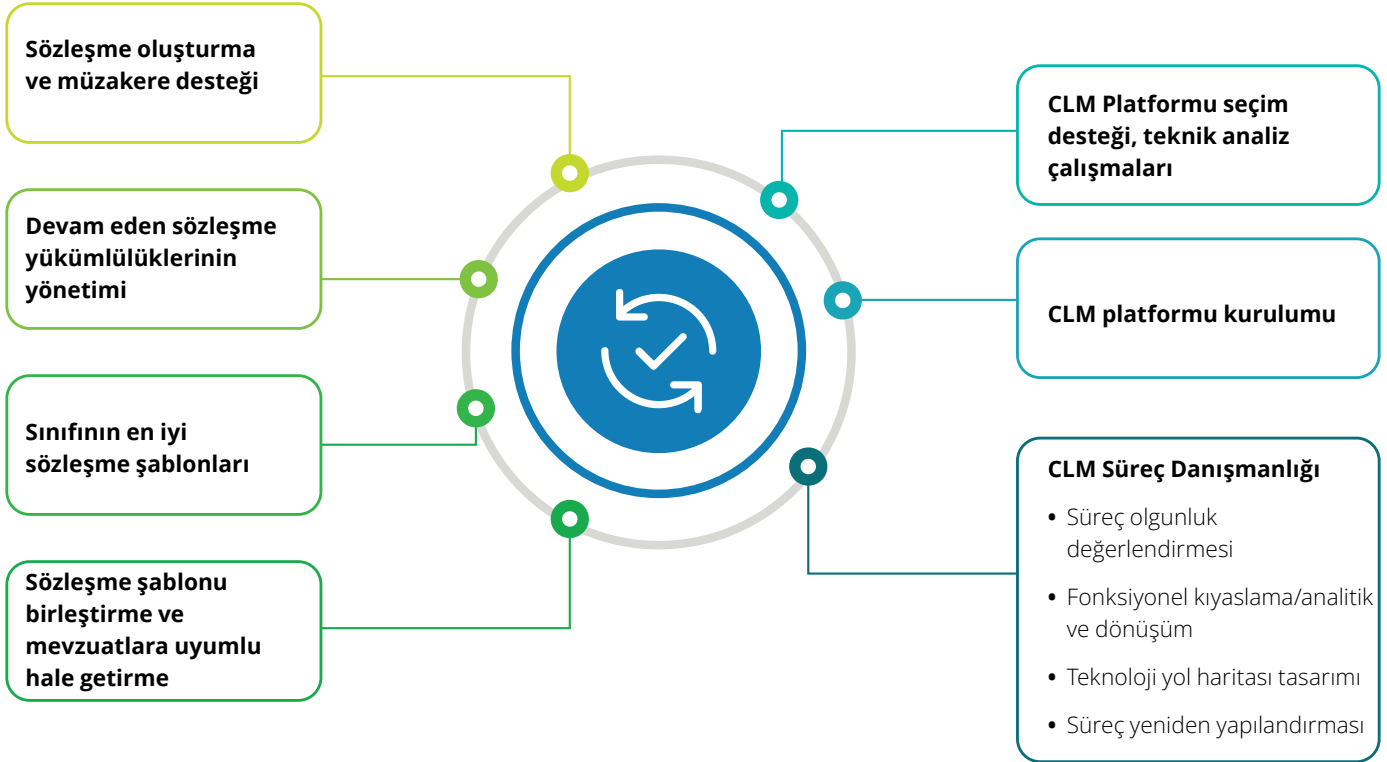 Sözleşme oluşturma
ve müzakere desteği
Devam eden sözleşme
yükümlülüklerinin
yönetimi
Sınıfının en iyi
sözleşme şablonları
Sözleşme şablonu
birleştirme ve
mevzuatlara uyumlu
hale getirme
CLM Platformu seçim
desteği, teknik analiz
çalışmaları
CLM platformu kurulumu
CLM Süreç Danışmanlığı
• Süreç olgunluk
değerlendirmesi
• Fonksiyonel kıyaslama/analitik
ve dönüşüm
• Teknoloji yol haritası tasarımı
• Süreç yeniden yapılandırması